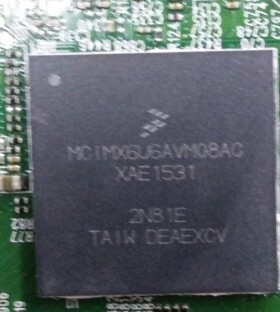 MCIMX6U6AVM08AC
XAE1531
2N81E
TAIW DEAEXCV